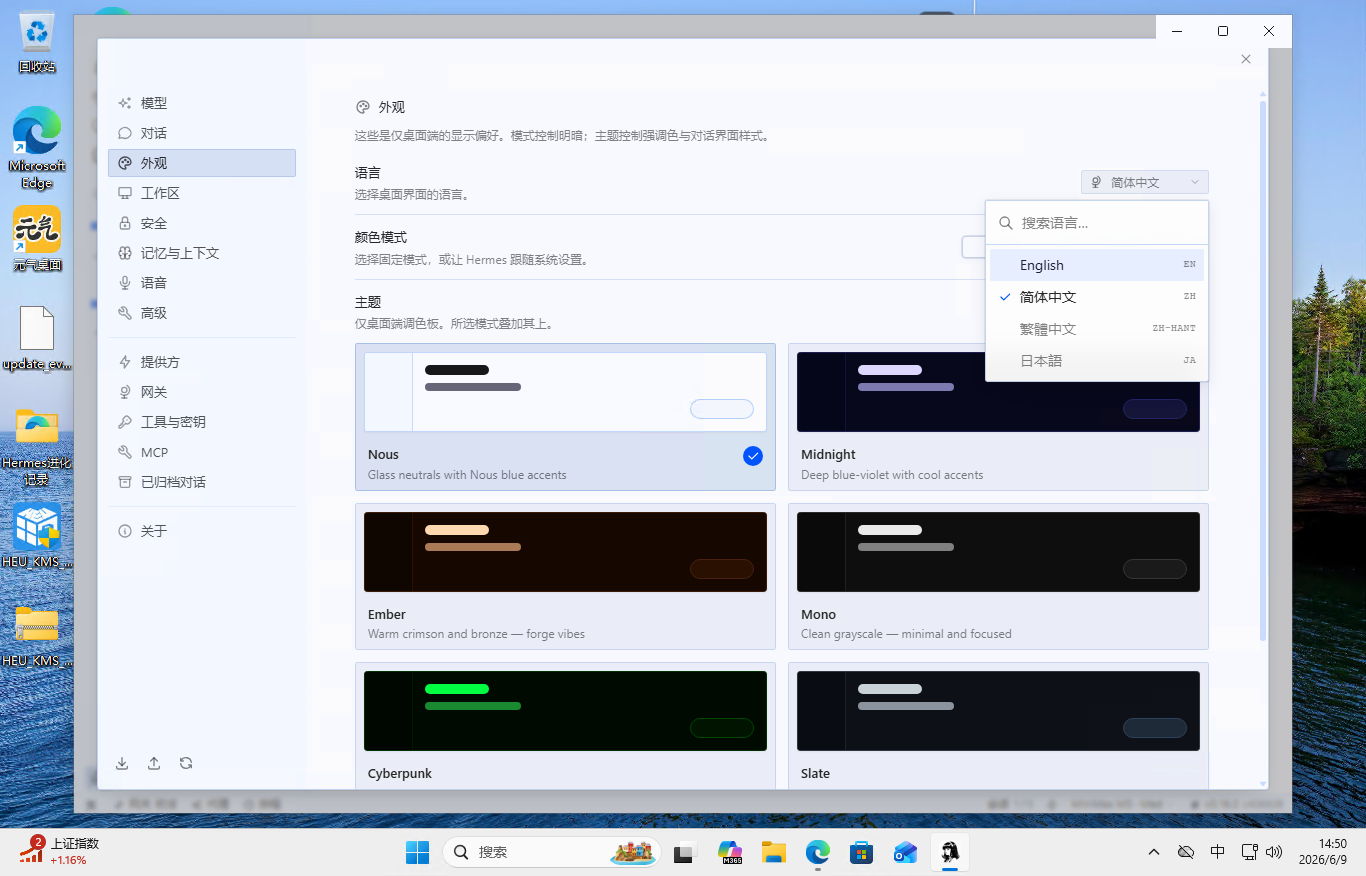 回收站
Microsoft
Edge
元气
元气桌面
update_ev...
Hermes进化
记录
HEU_KMS_...
HEU_KMS_...
模型
对话
外观
工作区
安全
记忆与上下文
语音
高级
提供方
网关
工具与密钥
MCP
已归档对话
关于
外观
这些是仅桌面端的显示偏好。模式控制明暗；主题控制强调色与对话界面样式。
语言
选择桌面界面的语言。
简体中文
搜索语言...
English EN
简体中文 ZH
繁體中文 ZH-HANT
日本語 JA
颜色模式
选择固定模式，或让 Hermes 跟随系统设置。
主题
仅桌面端调色板。所选模式叠加其上。
Nous
Glass neutrals with Nous blue accents
Midnight
Deep blue-violet with cool accents
Ember
Warm crimson and bronze — forge vibes
Mono
Clean grayscale — minimal and focused
Cyberpunk
Slate
2
上证指数
+1.16%
搜索
M365
中
14:50
2026/6/9